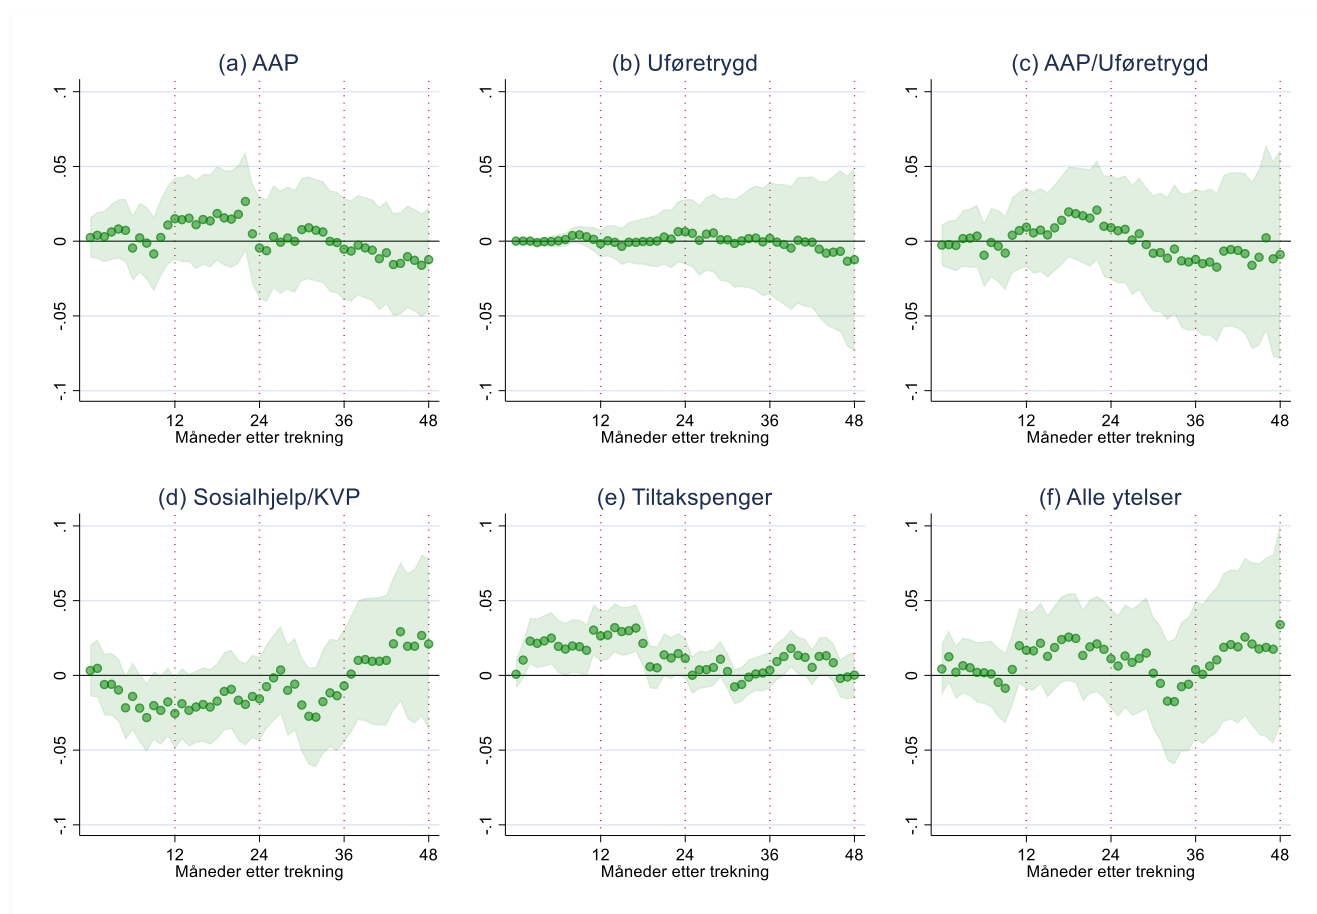 (a) AAP
.1
.05
0
-.05
-.1
12 24 36 48
Måneder etter trekning
(b) Uføretrygd
.1
.05
0
-.05
-.1
12 24 36 48
Måneder etter trekning
(c) AAP/Uføretrygd
.1
.05
0
-.05
-.1
12 24 36 48
Måneder etter trekning
(d) Sosialhjelp/KVP
.1
.05
0
-.05
-.1
12 24 36 48
Måneder etter trekning
(e) Tiltakspenger
.1
.05
0
-.05
-.1
12 24 36 48
Måneder etter trekning
(f) Alle ytelser
.1
.05
0
-.05
-.1
12 24 36 48
Måneder etter trekning